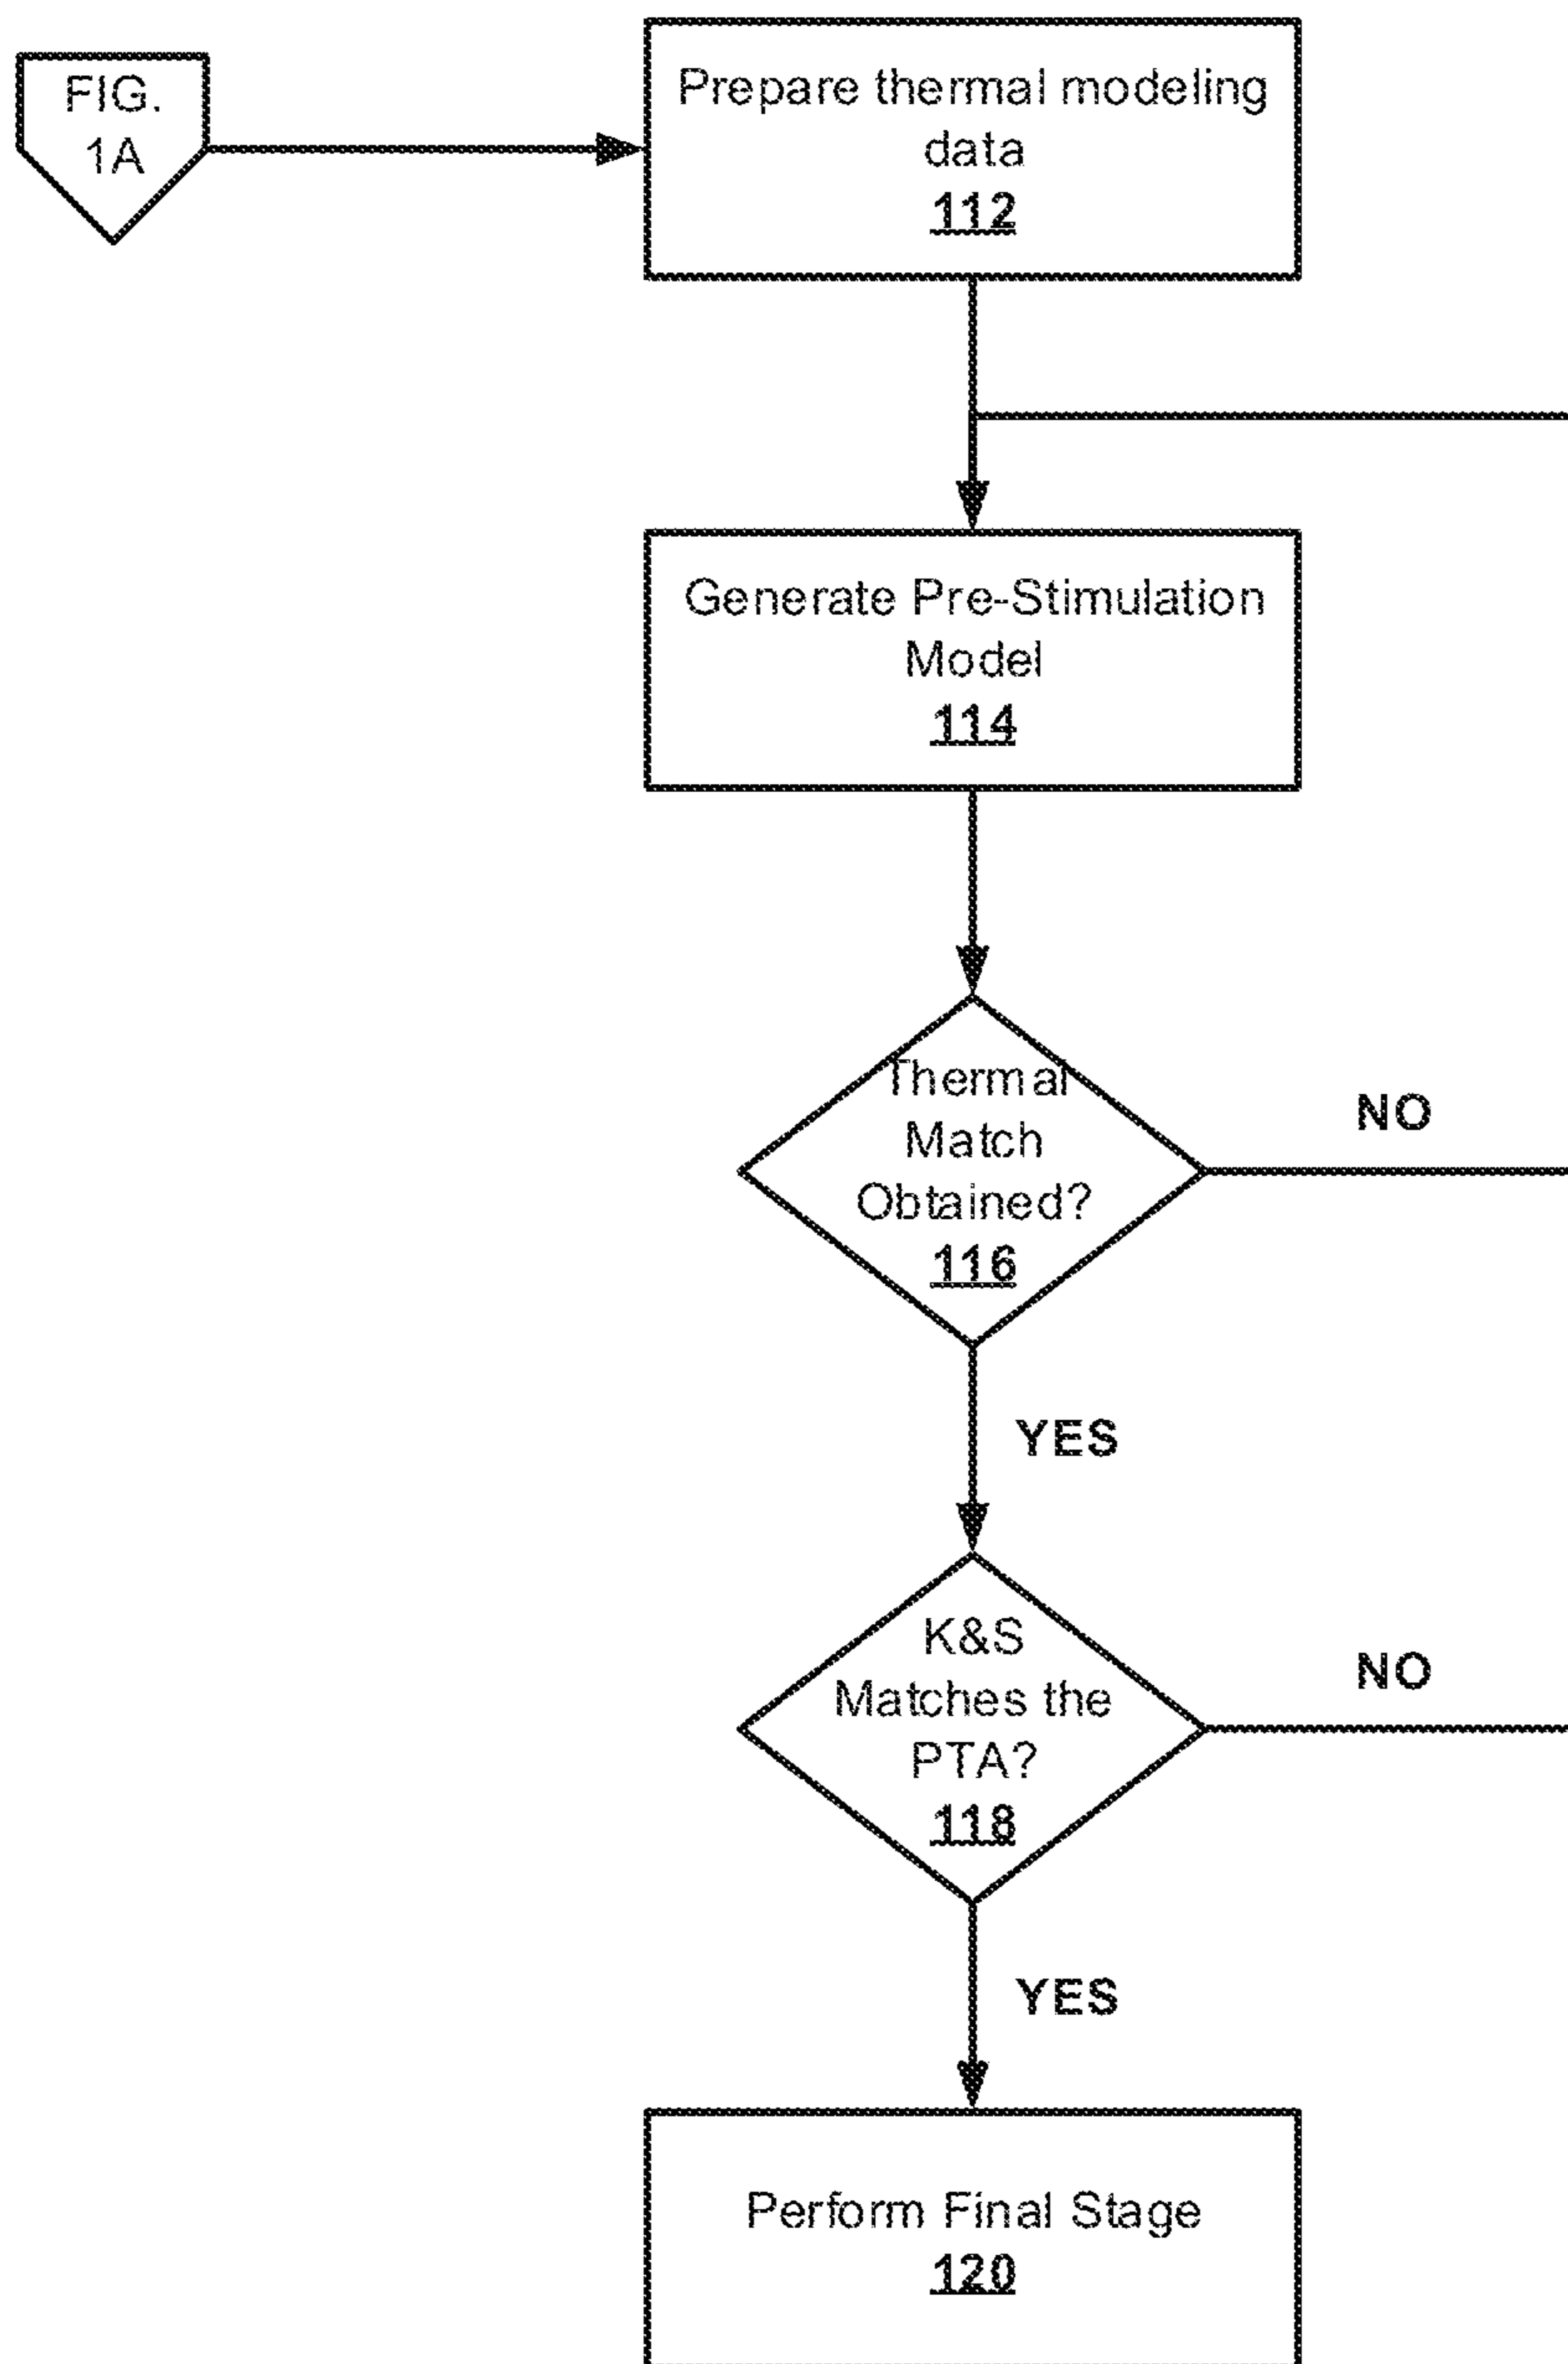 FIG.
1A
Prepare thermal modeling
data
112
Generate Pre-Stimulation
Model
114
Thermal
Match
Obtained?
116
NO
YES
K&S
Matches the
PTA?
118
NO
YES
Perform Final Stage
120